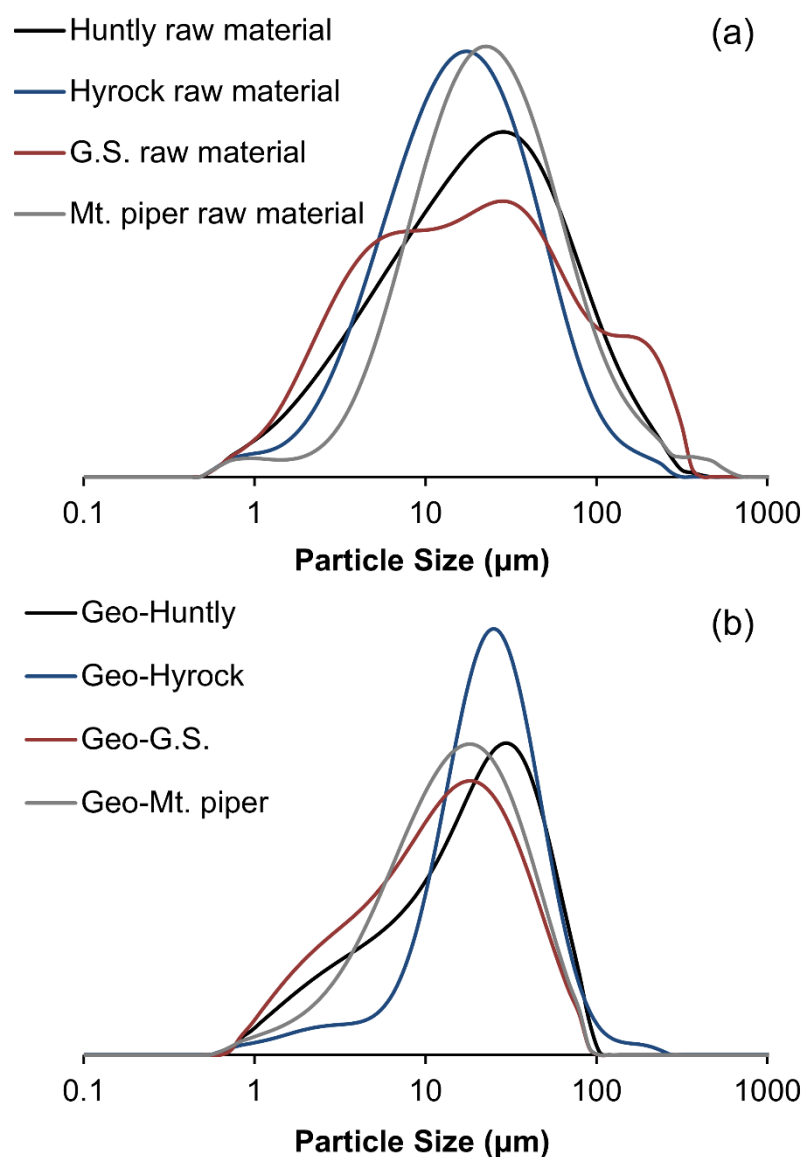 Huntly raw material
(a)
Hyrock raw material
G.S. raw material
Mt. piper raw material
0.1 1 10 100 1000
Particle Size (µm)
Geo-Huntly
(b)
Geo-Hyrock
Geo-G.S.
Geo-Mt. piper
0.1 1 10 100 1000
Particle Size (µm)